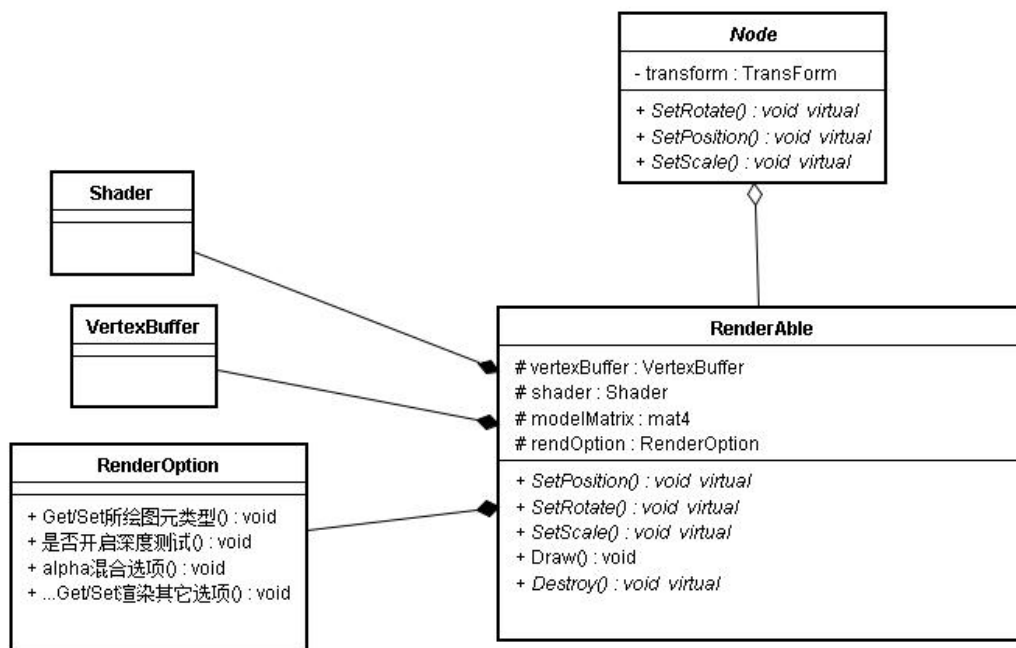 Node
- transform : TransForm
+ SetRotate() : void virtual
+ SetPosition() : void virtual
+ SetScale() : void virtual
Shader
VertexBuffer
RenderOption
+ Get/Set所绘图元类型() : void
+ 是否开启深度测试() : void
+ alpha混合选项() : void
+ ...Get/Set渲染其它选项() : void
RenderAble
# vertexBuffer : VertexBuffer
# shader : Shader
# modelMatrix : mat4
# rendOption : RenderOption
+ SetPosition() : void virtual
+ SetRotate() : void virtual
+ SetScale() : void virtual
+ Draw() : void
+ Destroy() : void virtual